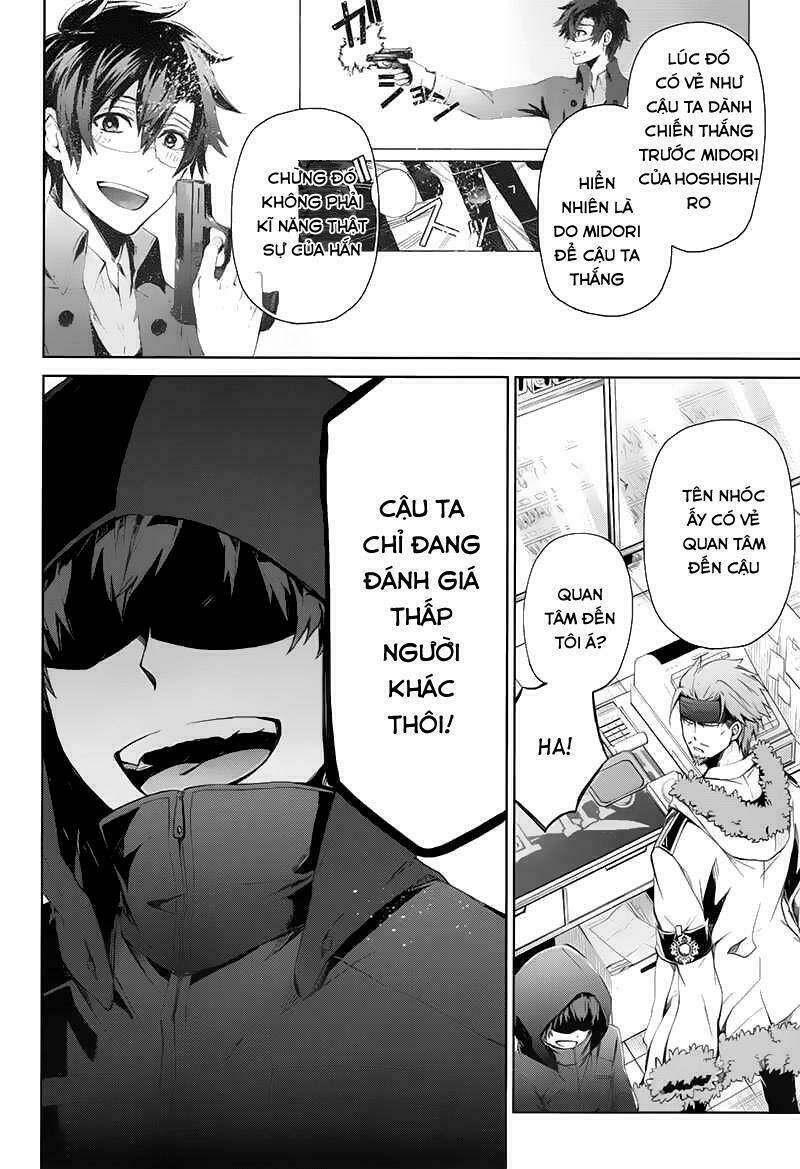 LÚC ĐÓ
CÓ VẺ NHƯ
CẬU TA DÀNH
CHIẾN THẮNG
TRƯỚC MIDORI
CỦA HOSHISHI-
RO
HIỂN
NHIÊN LÀ
DO MIDORI
ĐỂ CẬU TA
THẮNG
CHỪNG ĐÓ
KHÔNG PHẢI
KĨ NĂNG THẬT
SỰ CỦA HẮN
TÊN NHÓC
ẤY CÓ VẺ
QUAN TÂM
ĐẾN CẬU
QUAN
TÂM ĐẾN
TÔI Á?
HA!
CẬU TA
CHỈ ĐANG
ĐÁNH GIÁ
THẤP
NGƯỜI
KHÁC
THÔI!